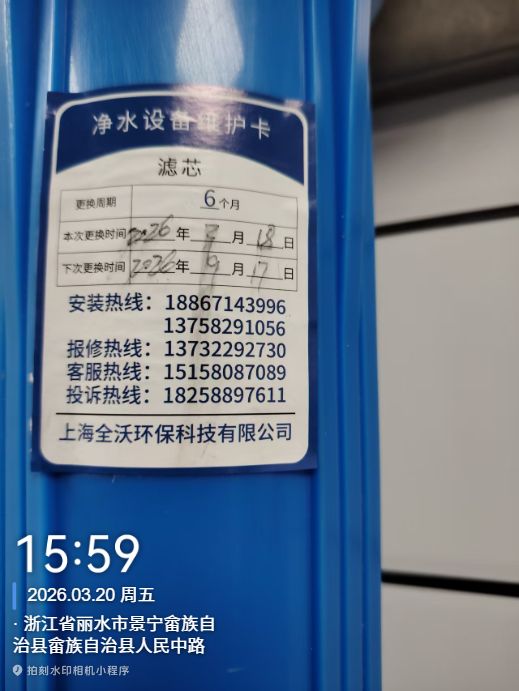 净水设备维护卡
滤芯
更换周期 6个月
本次更换时间 2026年3月18日
下次更换时间 2026年9月17日
安装热线：18867143996
13758291056
报修热线：13732292730
客服热线：15158087089
投诉热线：18258897611
上海全沃环保科技有限公司
15:59
2026.03.20 周五
· 浙江省丽水市景宁畲族自
治县畲族自治县人民中路
拍刻水印相机小程序